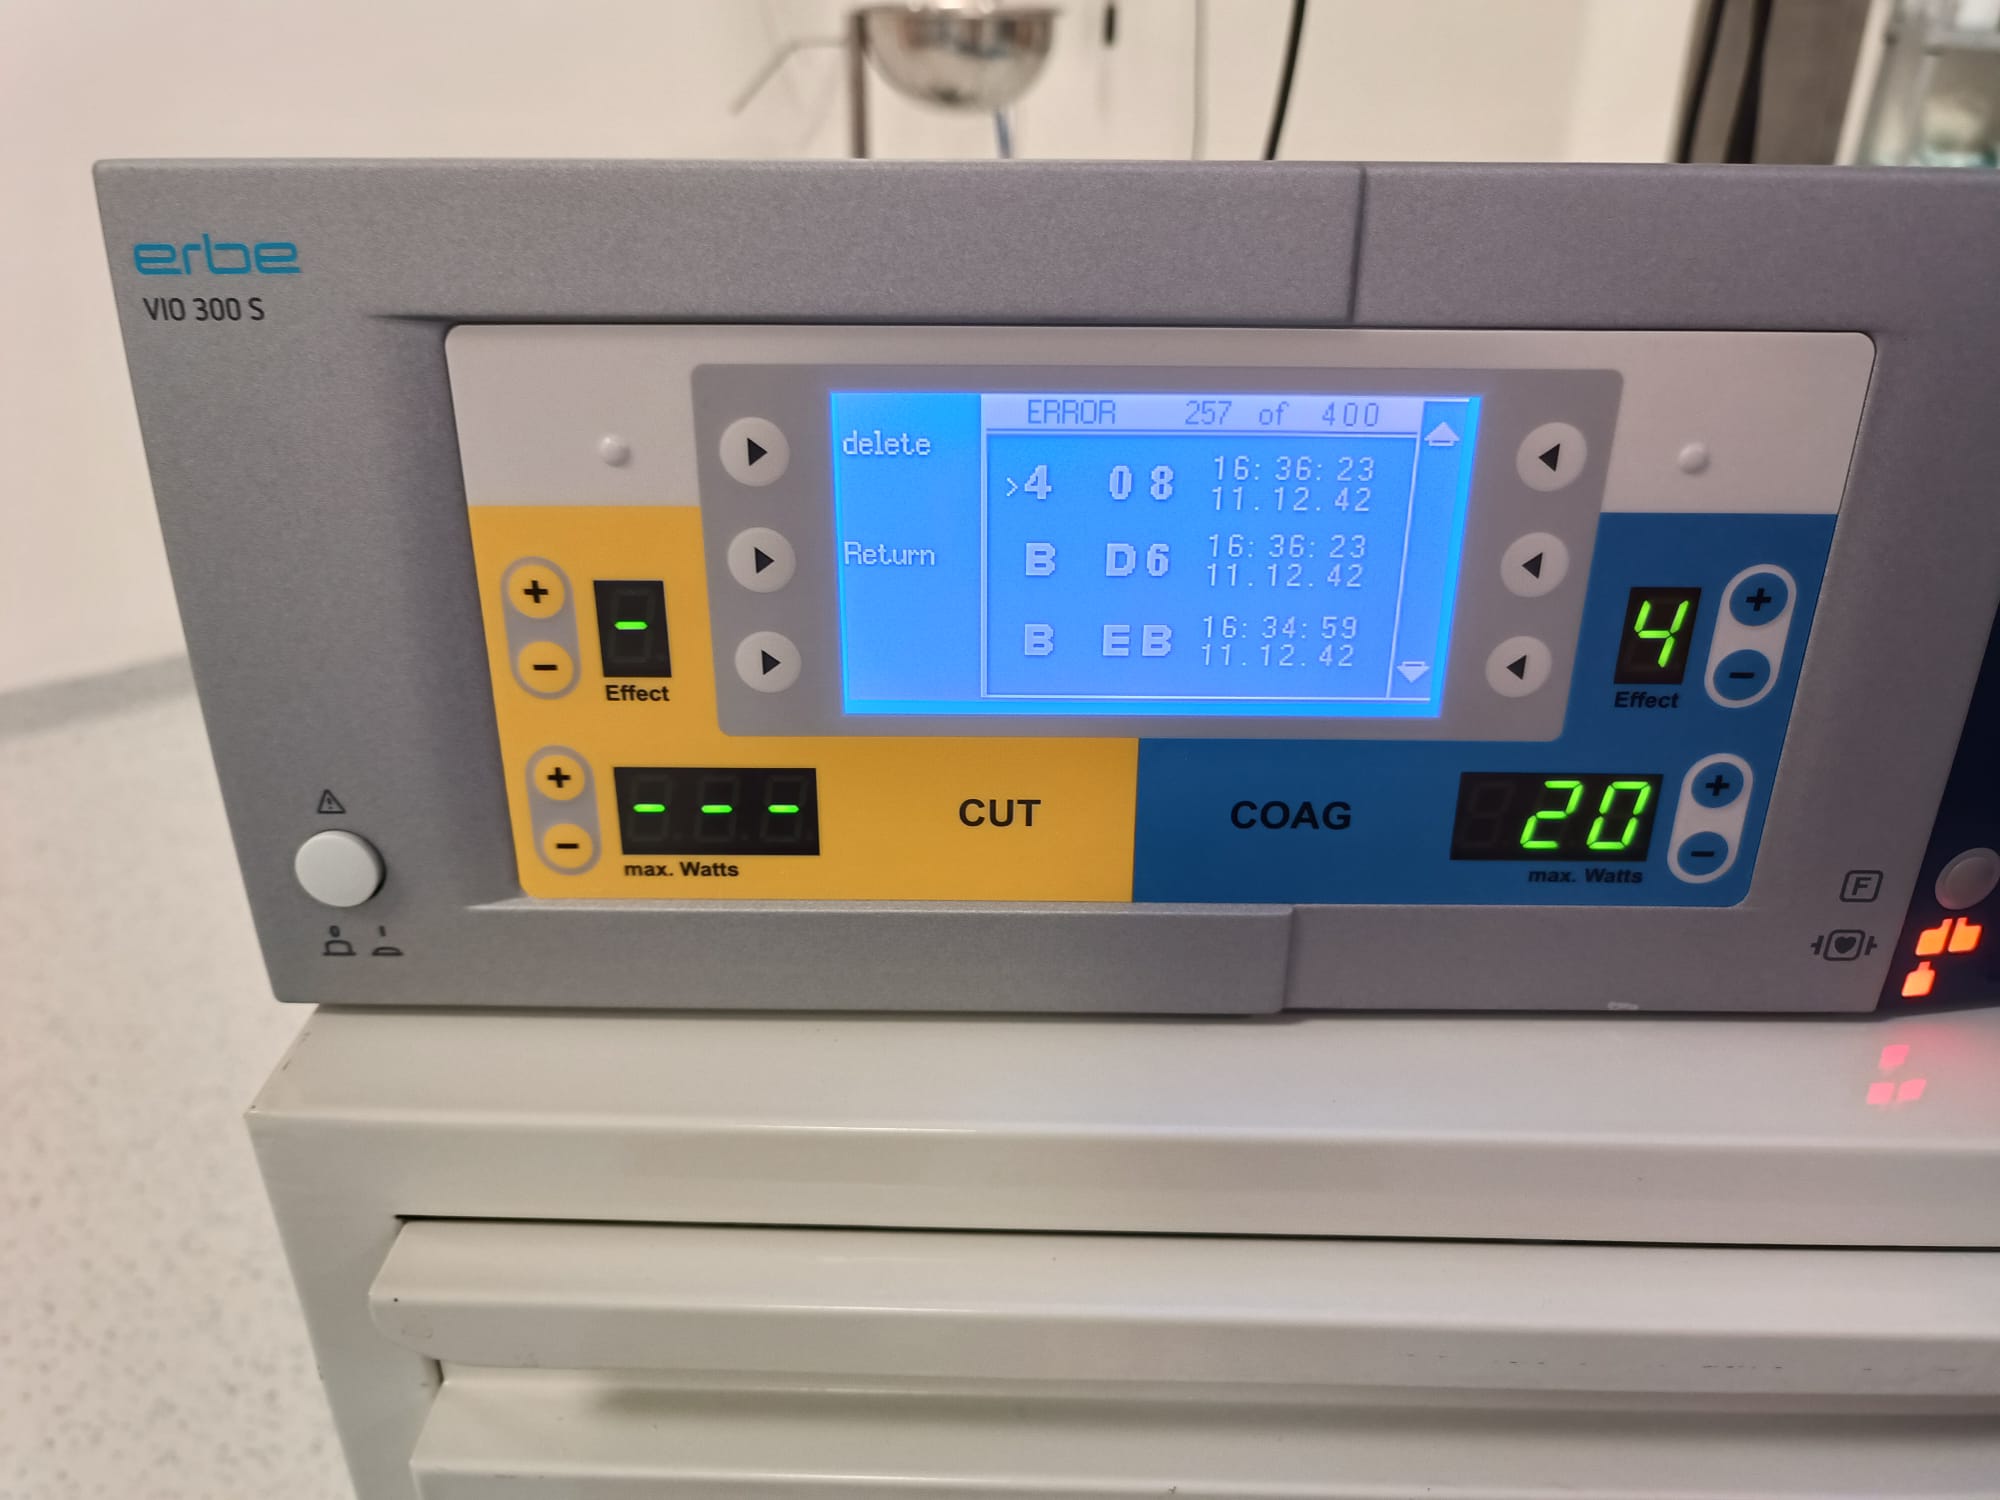 erbe
VIO 300 S
ERROR 257 of 400
delete
>4 08 16:36:23
11.12.42
Return
B D6 16:36:23
11.12.42
B EB 16:34:59
11.12.42
+
-
-
Effect
4
+
-
Effect
+
-
- - -
max. Watts
CUT
COAG
20
max. Watts
+
-
0 I
F